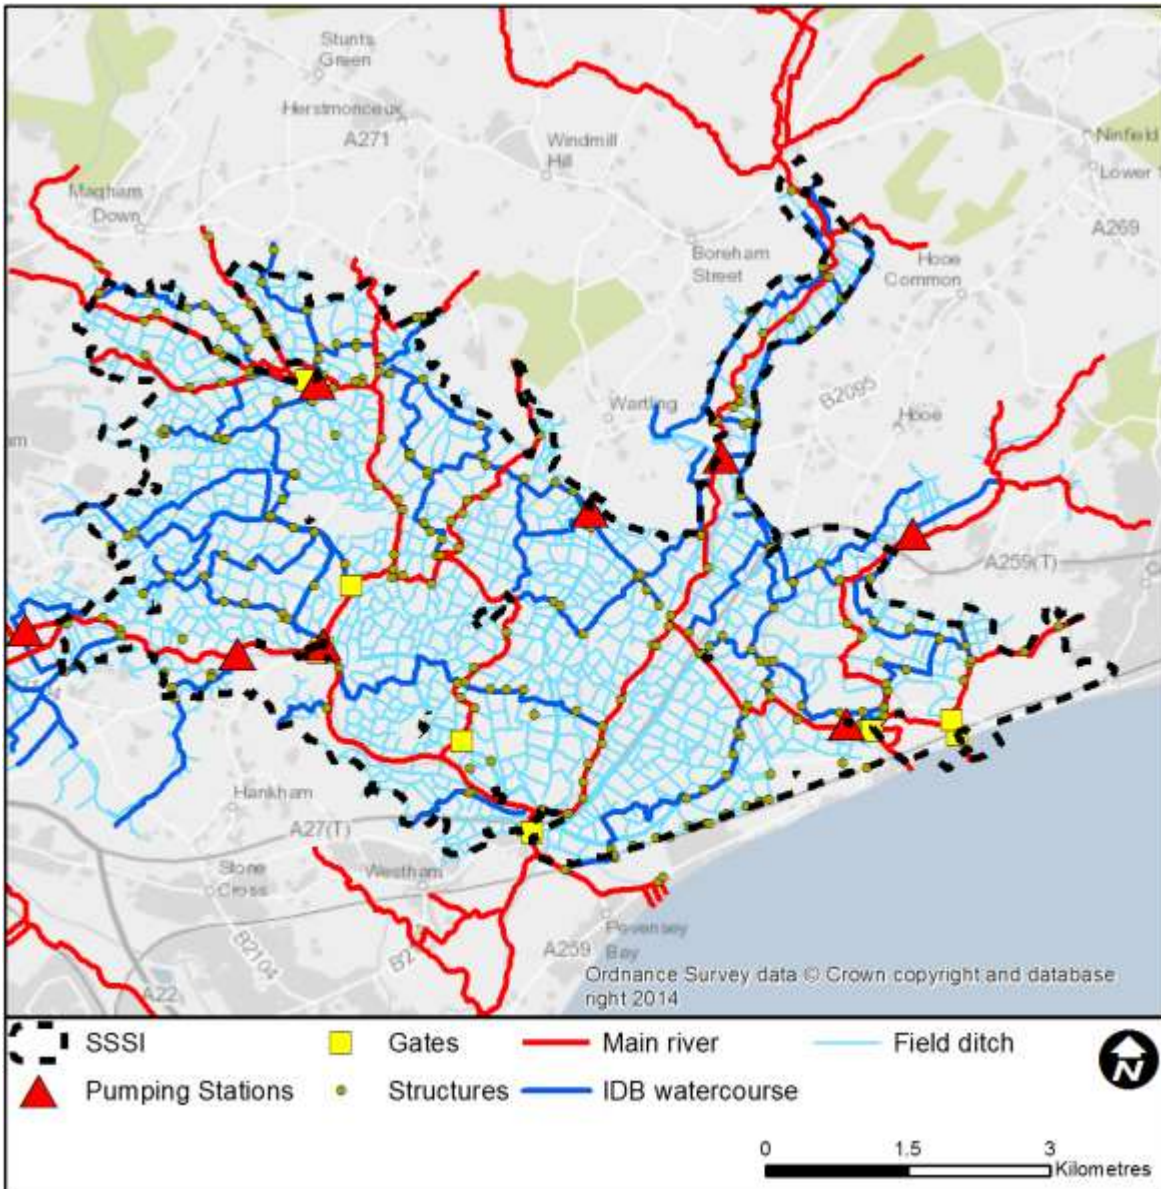 Stunts
Green
Herstmonceux
A271
Windmill
Hill
Ninfield
Lower
Magham
Down
A269
Boreham
Street
Hooe
Common
B2095
Wartling
Hooe
am
A259(T)
Hankham
A27(T)
Stone
Cross
Westham
B2104
A259
Pevensey
Bay
A22
Ordnance Survey data © Crown copyright and database
right 2014
SSSI
Gates
Main river
Field ditch
Pumping Stations
Structures
IDB watercourse
N
0 1.5 3
Kilometres